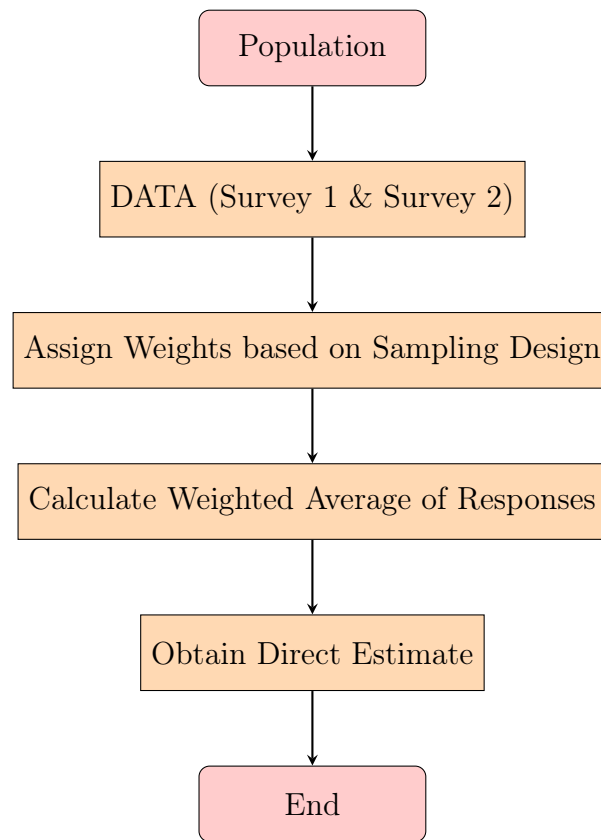 Population
DATA (Survey 1 & Survey 2)
Assign Weights based on Sampling Design
Calculate Weighted Average of Responses
Obtain Direct Estimate
End